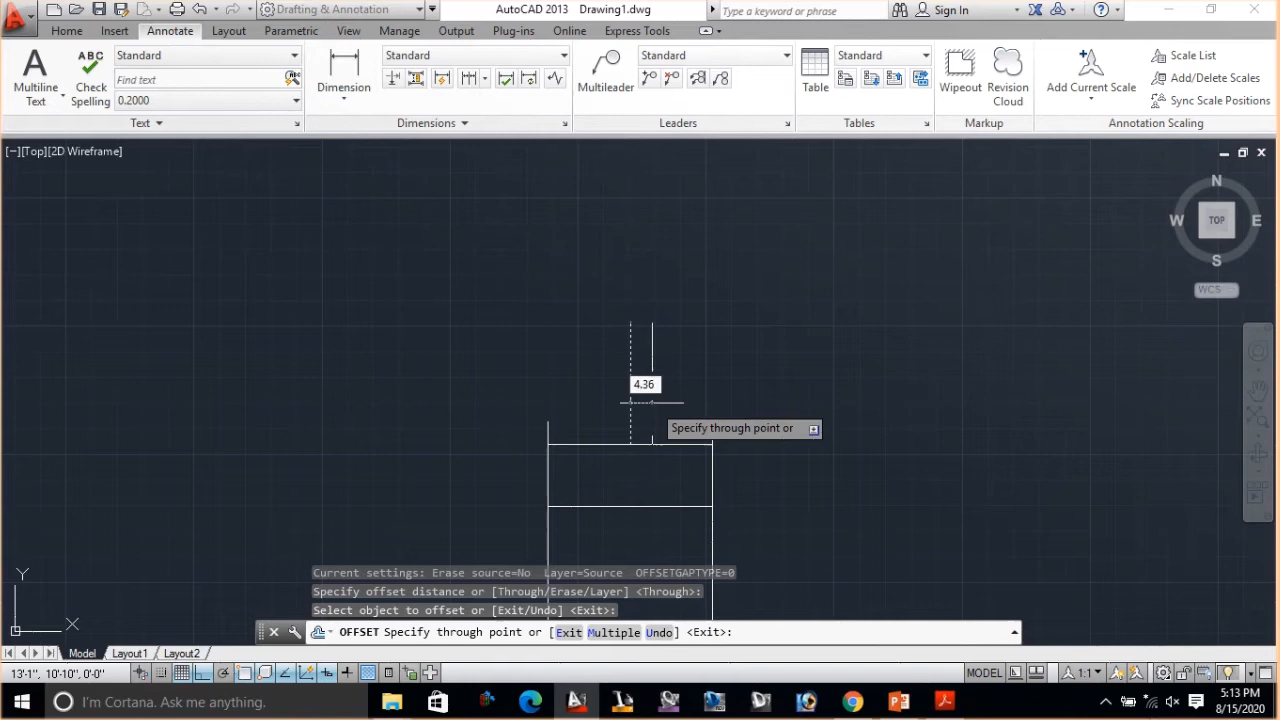 Drafting & Annotation
AutoCAD 2013 Drawing1.dwg
Type a keyword or phrase
Sign In
Home Insert Annotate Layout Parametric View Manage Output Plug-ins Online Express Tools
Multiline Text
ABC
Check Spelling
Standard
Find text
0.2000
Text
Dimension
Standard
Dimensions
Multileader
Standard
Leaders
Table
Standard
Tables
Wipeout
Revision Cloud
Markup
Add Current Scale
Scale List
Add/Delete Scales
Sync Scale Positions
Annotation Scaling
[−][Top][2D Wireframe]
N
W TOP E
S
WCS
4.36
Specify through point or
Y
X
Current settings: Erase source=No Layer=Source OFFSETGAPTYPE=0
Specify offset distance or [Through/Erase/Layer] <Through>:
Select object to offset or [Exit/Undo] <Exit>:
OFFSET Specify through point or [Exit Multiple Undo] <Exit>:
Model Layout1 Layout2
13'-1", 10'-10", 0'-0"
MODEL
1:1
I'm Cortana. Ask me anything.
5:13 PM
8/15/2020